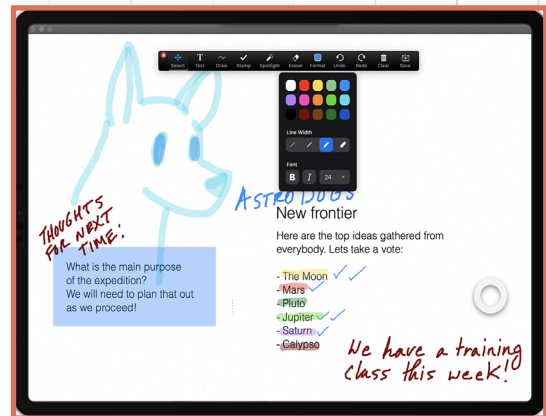 Select Text Draw Stamp Spotlight Eraser Format Undo Redo Clear Save
Line Width
Font
B I 24
ASTRODOGS
New frontier
Here are the top ideas gathered from
everybody. Lets take a vote:
- The Moon
- Mars
- Pluto
- Jupiter
- Saturn
- Calypso
THOUGHTS
FOR NEXT
TIME:
What is the main purpose
of the expedition?
We will need to plan that out
as we proceed!
We have a training
class this week!